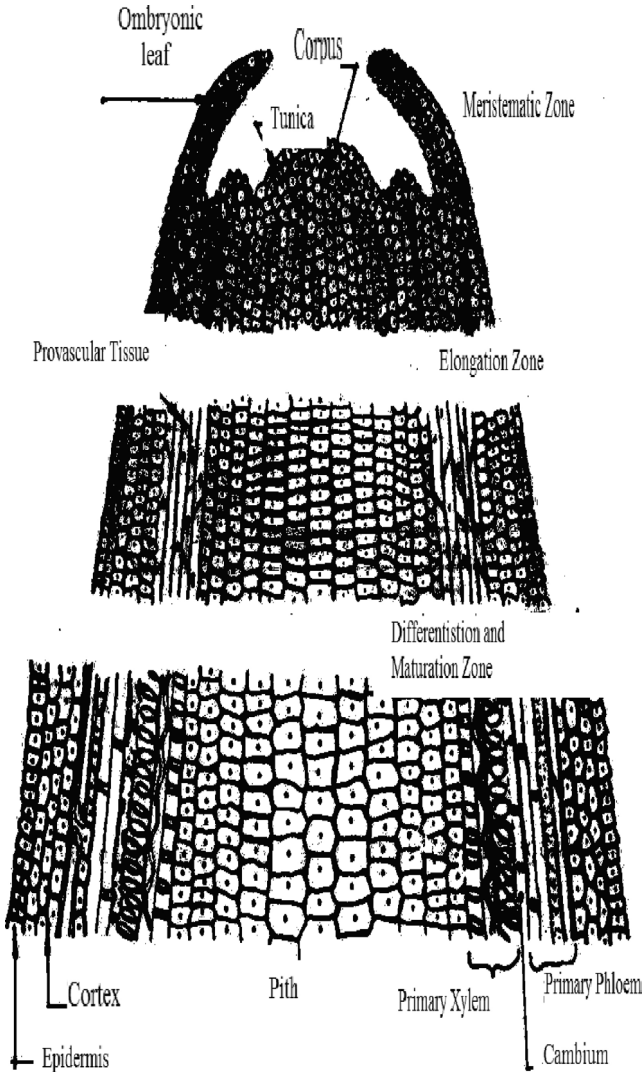 Ombryonic
leaf
Corpus
Tunica
Meristematic Zone
Provascular Tissue
Elongation Zone
Differentistion and
Maturation Zone
Cortex
Pith
Primary Xylem
Primary Phloem
Epidermis
Cambium